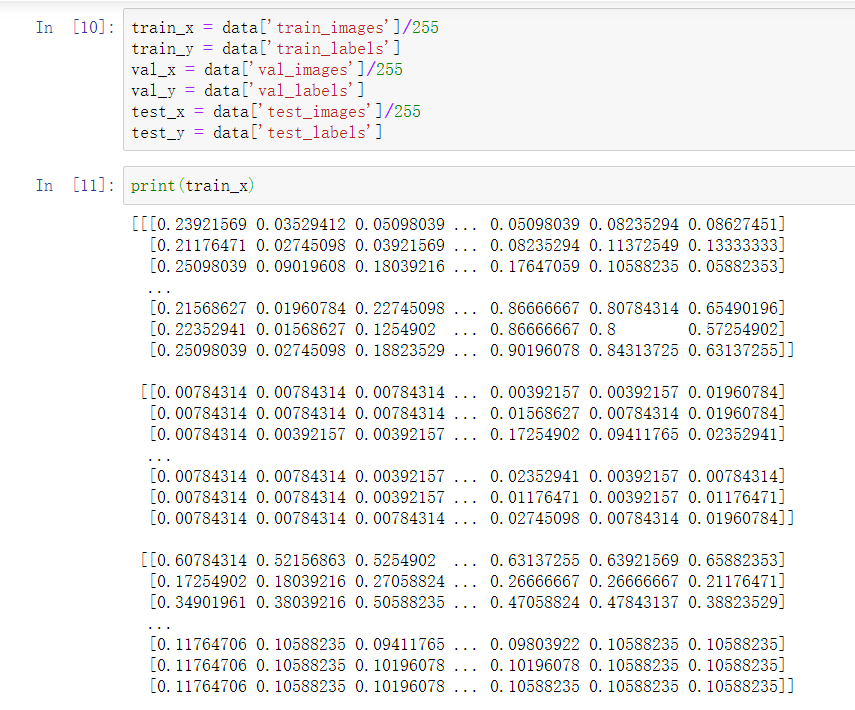 In [10]: train_x = data['train_images']/255
train_y = data['train_labels']
val_x = data['val_images']/255
val_y = data['val_labels']
test_x = data['test_images']/255
test_y = data['test_labels']
In [11]: print(train_x)
[[[0.23921569 0.03529412 0.05098039 ... 0.05098039 0.08235294 0.08627451]
[0.21176471 0.02745098 0.03921569 ... 0.08235294 0.11372549 0.13333333]
[0.25098039 0.09019608 0.18039216 ... 0.17647059 0.10588235 0.05882353]
...
[0.21568627 0.01960784 0.22745098 ... 0.86666667 0.80784314 0.65490196]
[0.22352941 0.01568627 0.1254902 ... 0.86666667 0.8 0.57254902]
[0.25098039 0.02745098 0.18823529 ... 0.90196078 0.84313725 0.63137255]]
[[0.00784314 0.00784314 0.00784314 ... 0.00392157 0.00392157 0.01960784]
[0.00784314 0.00784314 0.00784314 ... 0.01568627 0.00784314 0.01960784]
[0.00784314 0.00392157 0.00392157 ... 0.17254902 0.09411765 0.02352941]
...
[0.00784314 0.00784314 0.00392157 ... 0.02352941 0.00392157 0.00784314]
[0.00784314 0.00784314 0.00392157 ... 0.01176471 0.00392157 0.01176471]
[0.00784314 0.00784314 0.00784314 ... 0.02745098 0.00784314 0.01960784]]
[[0.60784314 0.52156863 0.5254902 ... 0.63137255 0.63921569 0.65882353]
[0.17254902 0.18039216 0.27058824 ... 0.26666667 0.26666667 0.21176471]
[0.34901961 0.38039216 0.50588235 ... 0.47058824 0.47843137 0.38823529]
...
[0.11764706 0.10588235 0.09411765 ... 0.09803922 0.10588235 0.10588235]
[0.11764706 0.10588235 0.10196078 ... 0.10196078 0.10588235 0.10588235]
[0.11764706 0.10588235 0.10196078 ... 0.10588235 0.10588235 0.10588235]]